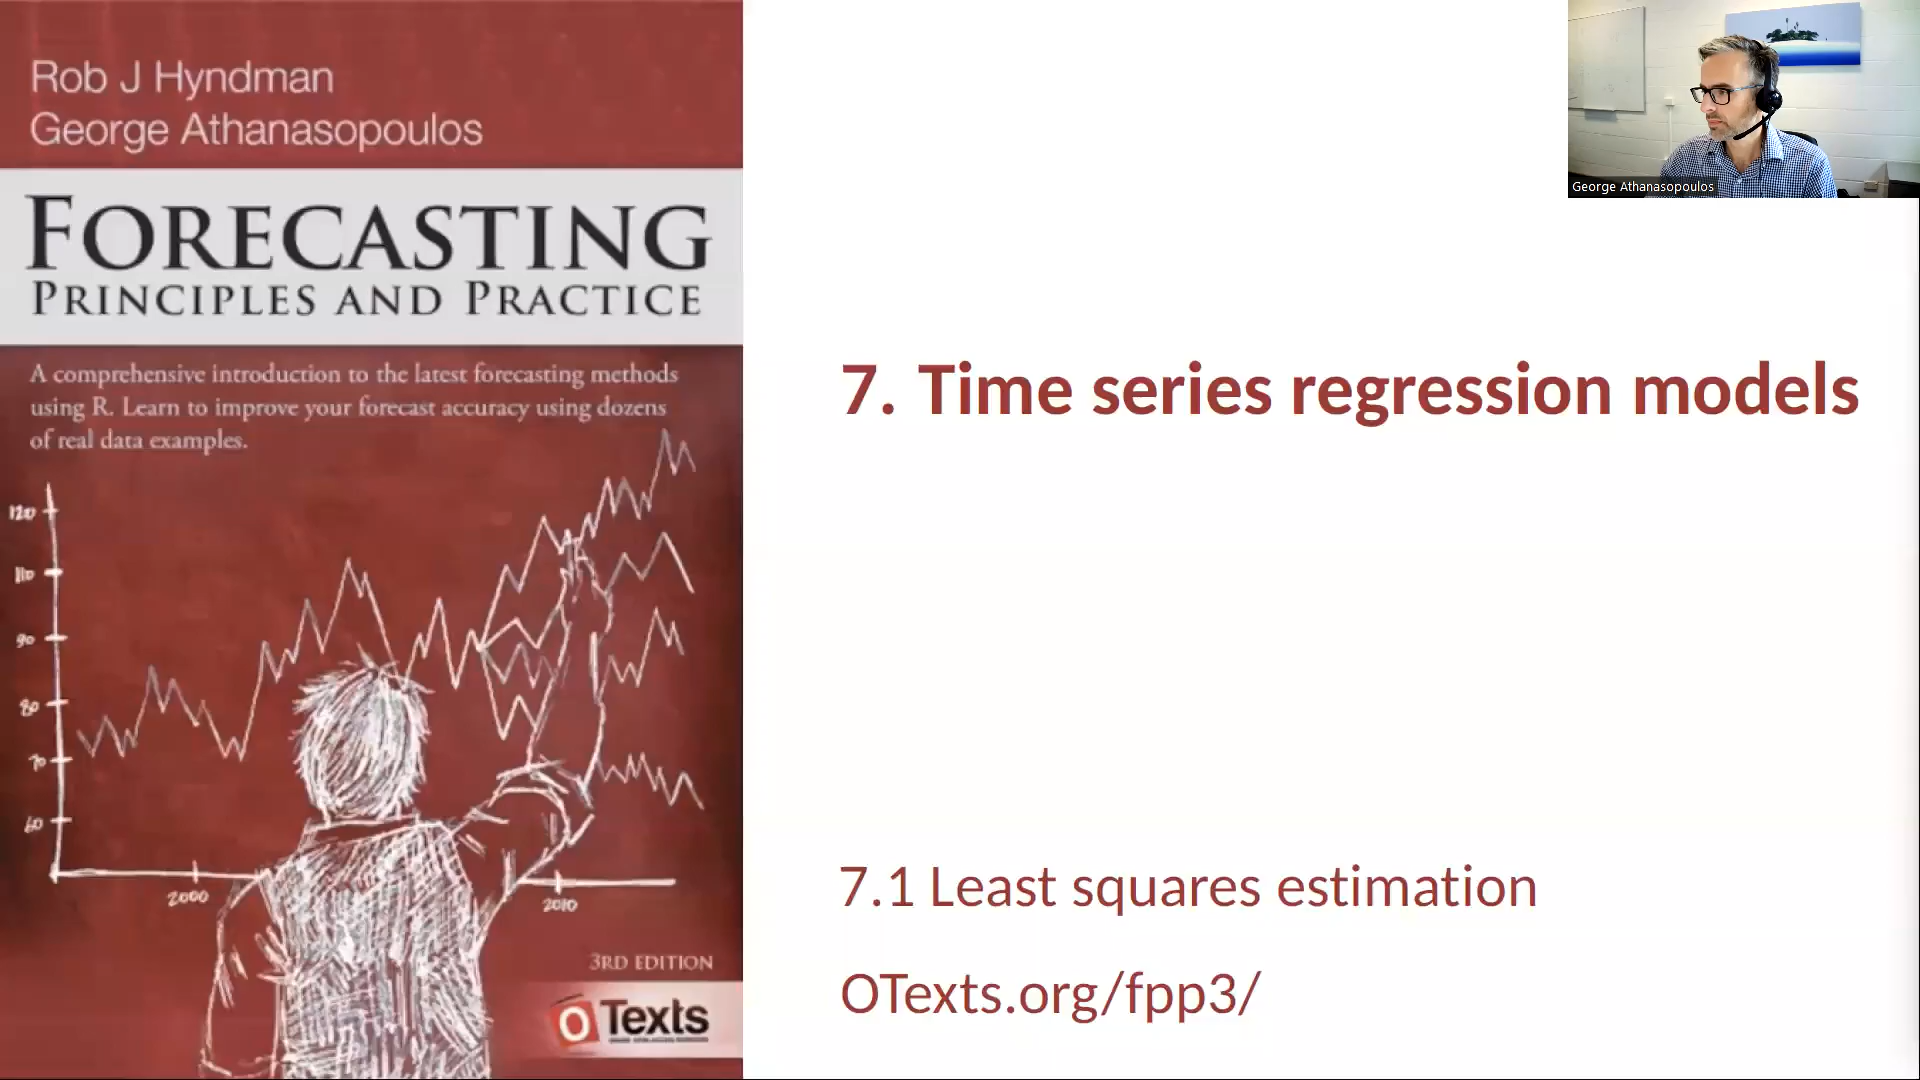 Rob J Hyndman
George Athanasopoulos
FORECASTING
PRINCIPLES AND PRACTICE
A comprehensive introduction to the latest forecasting methods
using R. Learn to improve your forecast accuracy using dozens
of real data examples.
120
110
90
80
70
60
2000
2010
3RD EDITION
OTexts
7. Time series regression models
7.1 Least squares estimation
OTexts.org/fpp3/
George Athanasopoulos